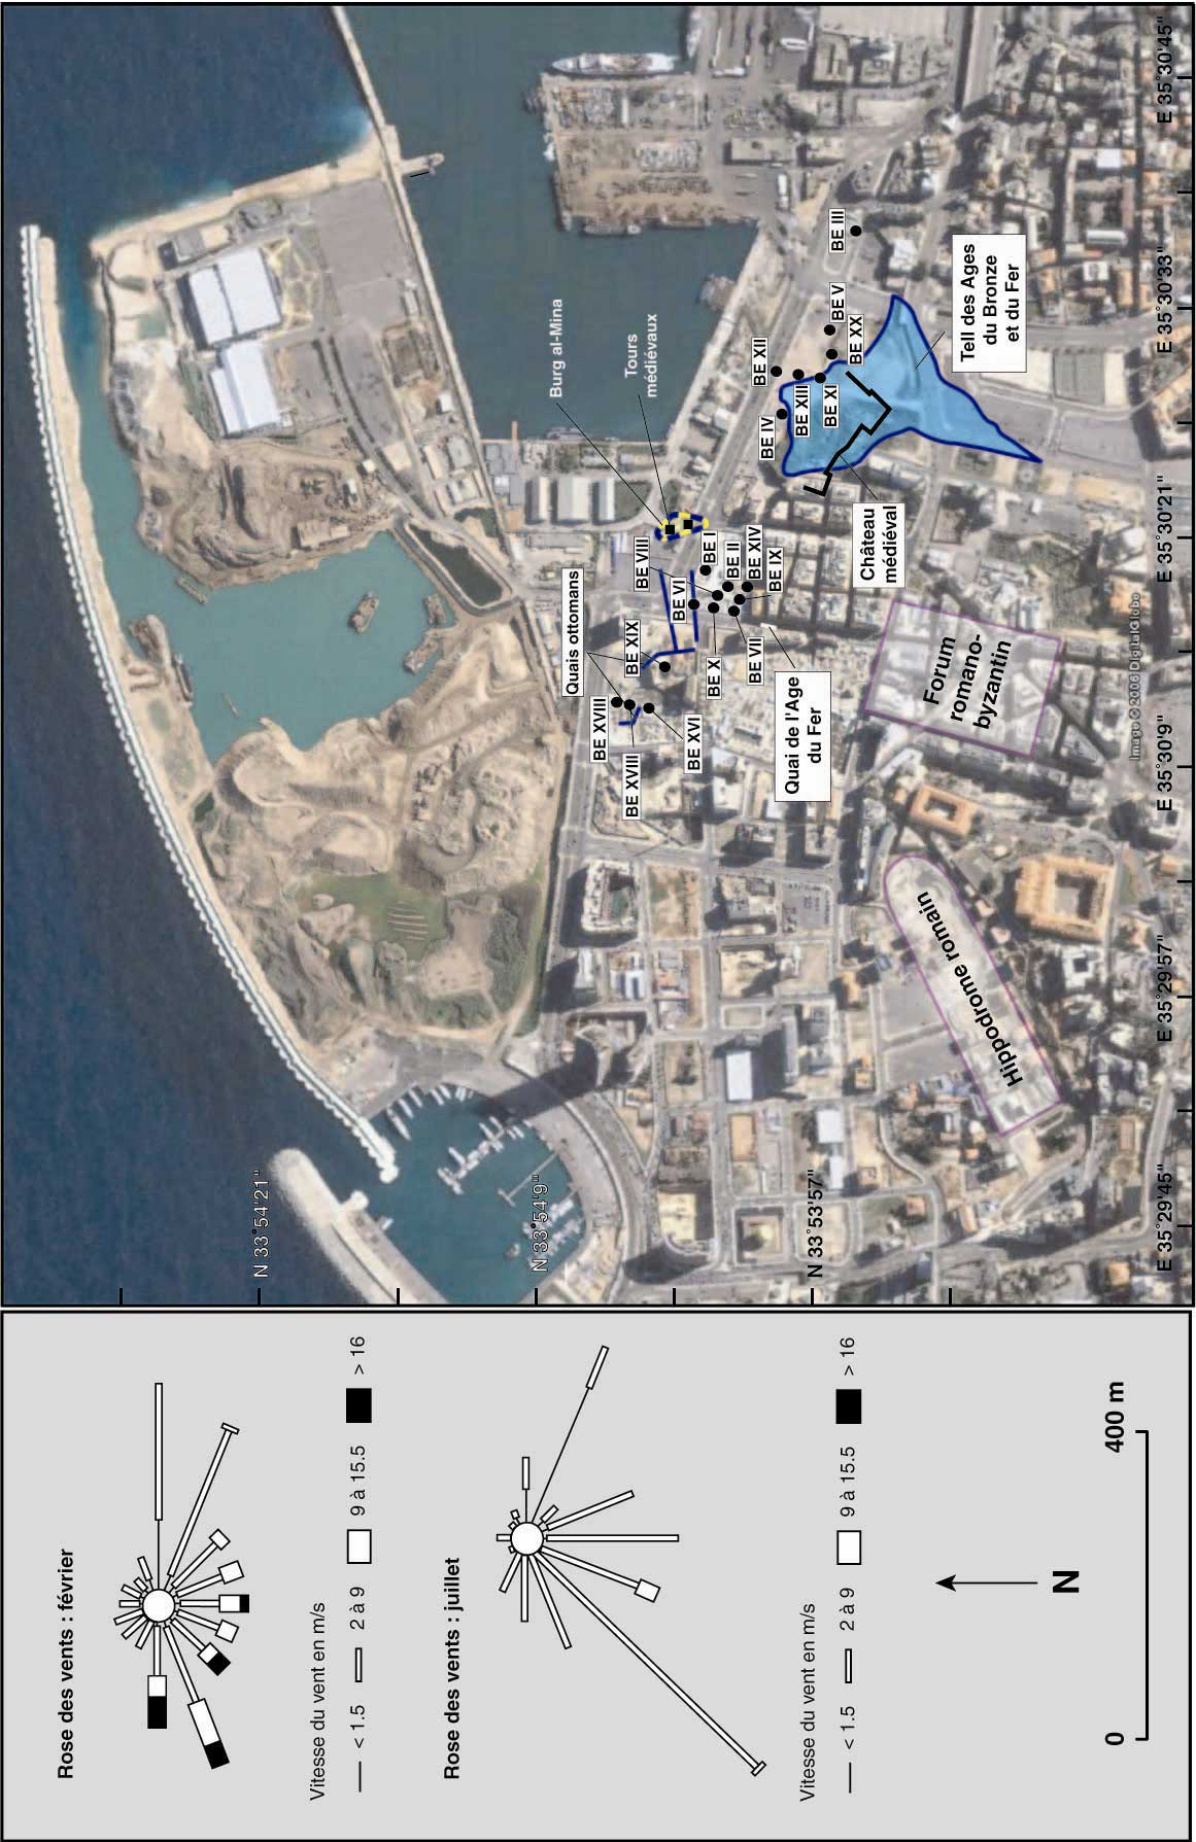 Rose des vents : février
Vitesse du vent en m/s
< 1.5
2 à 9
9 à 15.5
> 16
Rose des vents : juillet
Vitesse du vent en m/s
< 1.5
2 à 9
9 à 15.5
> 16
N
0
400 m
N 33°54'21"
N 33°54'9"
N 33°53'57"
E 35°29'45"
E 35°29'57"
E 35°30'9"
E 35°30'21"
E 35°30'33"
E 35°30'45"
Burg al-Mina
Tours
médiévaux
Quais ottomans
BE XVIII
BE XVIII
BE XVI
BE XIX
BE VIII
BE VI
BE I
BE II
BE XIV
BE IX
BE X
BE VII
Quai de l'Age
du Fer
BE IV
BE XII
BE XIII
BE XI
BE V
BE XX
BE III
Château
médiéval
Tell des Ages
du Bronze
et du Fer
Forum
romano-
byzantin
Hippodrome romain
Image © 2006 DigitalGlobe